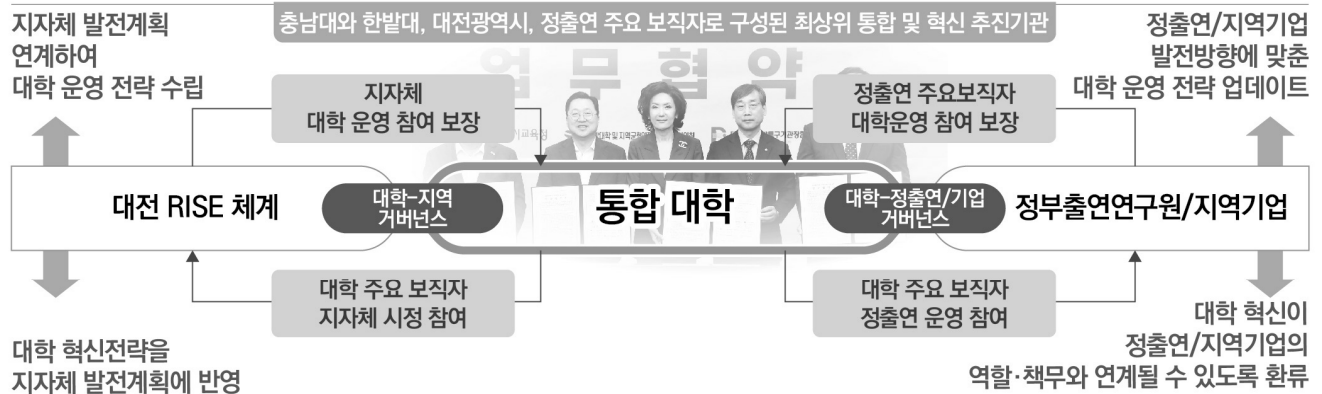 지자체 발전계획
연계하여
대학 운영 전략 수립
충남대와 한밭대, 대전광역시, 정출연 주요 보직자로 구성된 최상위 통합 및 혁신 추진기관
정출연/지역기업
발전방향에 맞춘
대학 운영 전략 업데이트
업무협약
지자체
대학 운영 참여 보장
정출연 주요보직자
대학운영 참여 보장
대전 RISE 체계
대학-지역
거버넌스
통합 대학
대학-정출연/기업
거버넌스
정부출연연구원/지역기업
대학 주요 보직자
지자체 시정 참여
대학 주요 보직자
정출연 운영 참여
대학 혁신전략을
지자체 발전계획에 반영
대학 혁신이
정출연/지역기업의
역할·책무와 연계될 수 있도록 환류